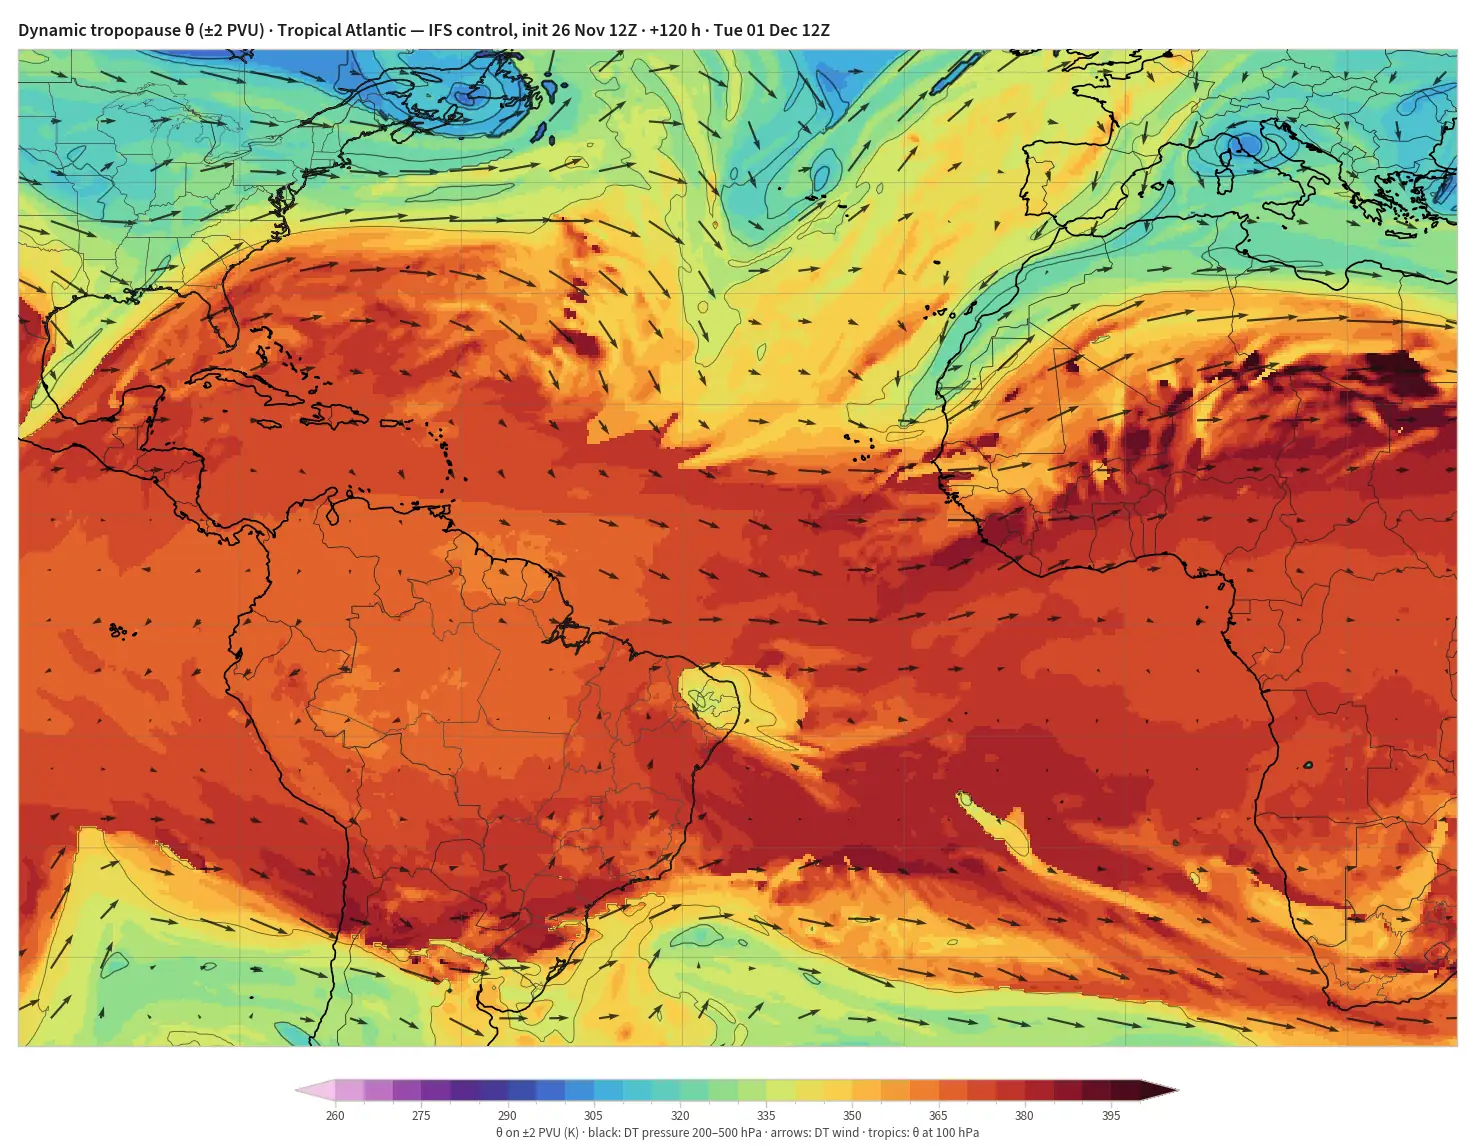 Dynamic tropopause θ (±2 PVU) · Tropical Atlantic — IFS control, init 26 Nov 12Z · +120 h · Tue 01 Dec 12Z
260 275 290 305 320 335 350 365 380 395
θ on ±2 PVU (K) · black: DT pressure 200–500 hPa · arrows: DT wind · tropics: θ at 100 hPa